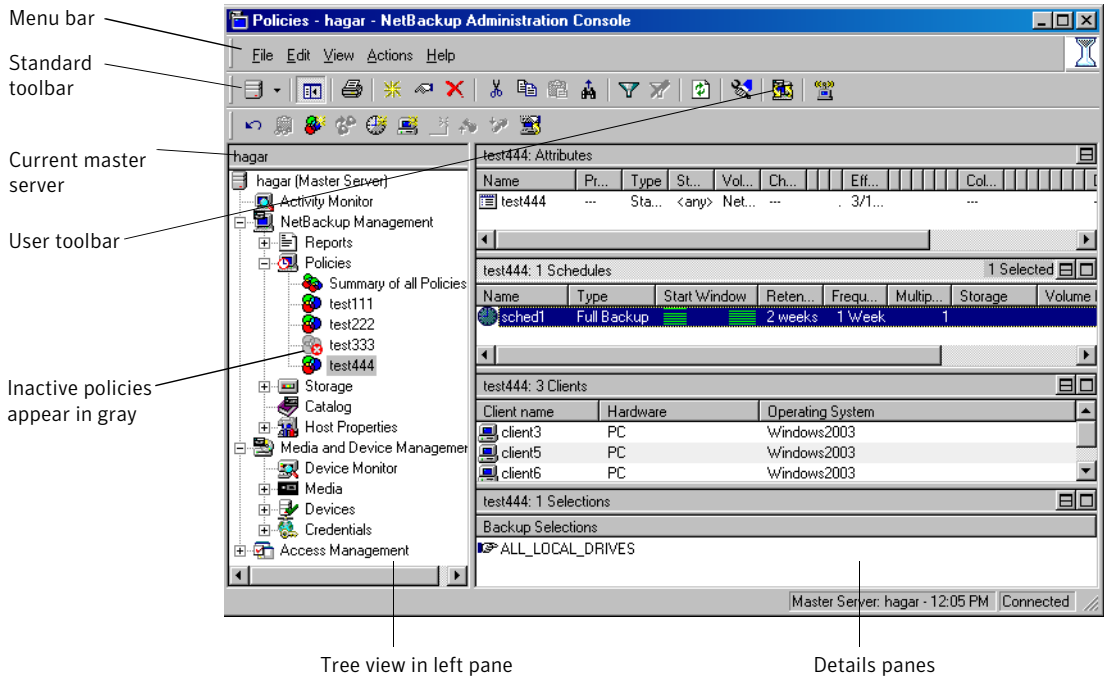 Menu bar
Standard
toolbar
Current master
server
User toolbar
Inactive policies
appear in gray
Policies - hagar - NetBackup Administration Console
File Edit View Actions Help
hagar
hagar (Master Server)
Activity Monitor
NetBackup Management
Reports
Policies
Summary of all Policies
test111
test222
test333
test444
Storage
Catalog
Host Properties
Media and Device Managemer
Device Monitor
Media
Devices
Credentials
Access Management
test444: Attributes
Name Pr... Type St... Vol... Ch... Eff... Col...
test444 --- Sta... <any> Net... --- . 3/1... ---
test444: 1 Schedules 1 Selected
Name Type Start Window Reten... Frequ... Multip... Storage Volume
sched1 Full Backup 2 weeks 1 Week 1
test444: 3 Clients
Client name Hardware Operating System
client3 PC Windows2003
client5 PC Windows2003
client6 PC Windows2003
test444: 1 Selections
Backup Selections
ALL_LOCAL_DRIVES
Master Server: hagar - 12:05 PM Connected
Tree view in left pane Details panes